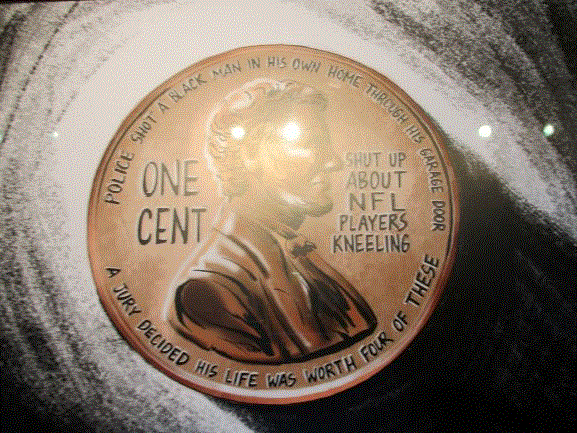 POLICE SHOT A BLACK MAN IN HIS OWN HOME THROUGH HIS GARAGE DOOR
ONE
CENT
SHUT UP
ABOUT
NFL
PLAYERS
KNEELING
A JURY DECIDED HIS LIFE WAS WORTH FOUR OF THESE